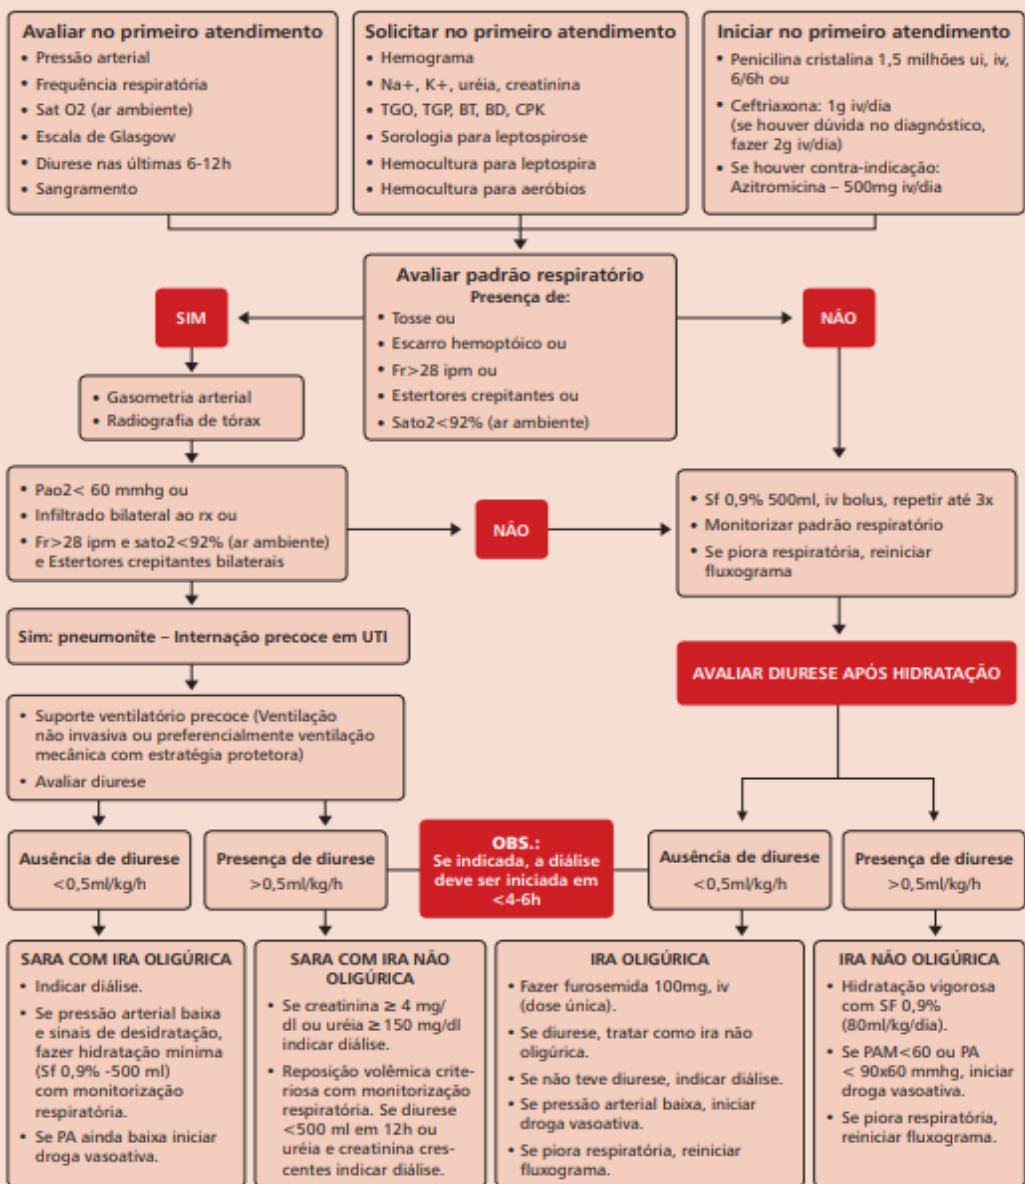 Avaliar no primeiro atendimento
• Pressão arterial
• Frequência respiratória
• Sat O2 (ar ambiente)
• Escala de Glasgow
• Diurese nas últimas 6-12h
• Sangramento
Solicitar no primeiro atendimento
• Hemograma
• Na+, K+, uréia, creatinina
• TGO, TGP, BT, BD, CPK
• Sorologia para leptospirose
• Hemocultura para leptospira
• Hemocultura para aeróbios
Iniciar no primeiro atendimento
• Penicilina cristalina 1,5 milhões ui, iv,
6/6h ou
• Ceftriaxona: 1g iv/dia
(se houver dúvida no diagnóstico,
fazer 2g iv/dia)
• Se houver contra-indicação:
Azitromicina – 500mg iv/dia
Avaliar padrão respiratório
Presença de:
• Tosse ou
• Escarro hemoptóico ou
• Fr>28 ipm ou
• Estertores crepitantes ou
• Sato2<92% (ar ambiente)
SIM
NÃO
• Gasometria arterial
• Radiografia de tórax
• Pao2< 60 mmhg ou
• Infiltrado bilateral ao rx ou
• Fr>28 ipm e sato2<92% (ar ambiente)
e Estertores crepitantes bilaterais
NÃO
• Sf 0,9% 500ml, iv bolus, repetir até 3x
• Monitorizar padrão respiratório
• Se piora respiratória, reiniciar
fluxograma
Sim: pneumonite – Internação precoce em UTI
AVALIAR DIURESE APÓS HIDRATAÇÃO
• Suporte ventilatório precoce (Ventilação
não invasiva ou preferencialmente ventilação
mecânica com estratégia protetora)
• Avaliar diurese
Ausência de diurese
<0,5ml/kg/h
Presença de diurese
>0,5ml/kg/h
OBS.:
Se indicada, a diálise
deve ser iniciada em
<4-6h
Ausência de diurese
<0,5ml/kg/h
Presença de diurese
>0,5ml/kg/h
SARA COM IRA OLIGÚRICA
• Indicar diálise.
• Se pressão arterial baixa
e sinais de desidratação,
fazer hidratação mínima
(Sf 0,9% -500 ml)
com monitorização
respiratória.
• Se PA ainda baixa iniciar
droga vasoativa.
SARA COM IRA NÃO
OLIGÚRICA
• Se creatinina ≥ 4 mg/
dl ou uréia ≥ 150 mg/dl
indicar diálise.
• Reposição volêmica crite-
riosa com monitorização
respiratória. Se diurese
<500 ml em 12h ou
uréia e creatinina cres-
centes indicar diálise.
IRA OLIGÚRICA
• Fazer furosemida 100mg, iv
(dose única).
• Se diurese, tratar como ira não
oligúrica.
• Se não teve diurese, indicar diálise.
• Se pressão arterial baixa, iniciar
droga vasoativa.
• Se piora respiratória, reiniciar
fluxograma.
IRA NÃO OLIGÚRICA
• Hidratação vigorosa
com SF 0,9%
(80ml/kg/dia).
• Se PAM<60 ou PA
< 90x60 mmhg, iniciar
droga vasoativa.
• Se piora respiratória,
reiniciar fluxograma.